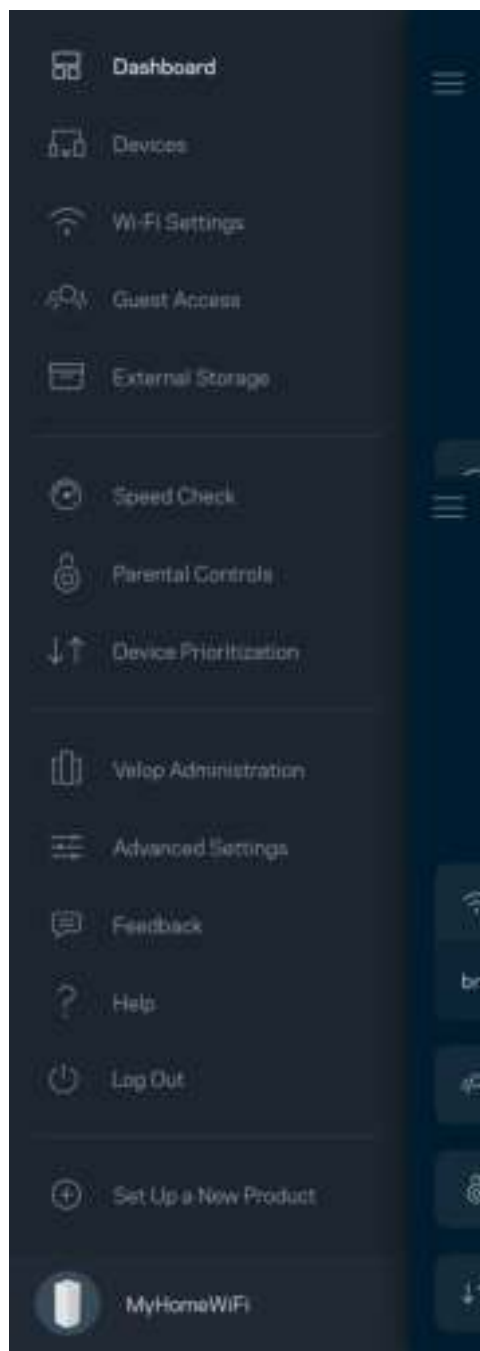 Dashboard
Devices
Wi-Fi Settings
Guest Access
External Storage
Speed Check
Parental Controls
Device Prioritization
Velop Administration
Advanced Settings
Feedback
Help
Log Out
Set Up a New Product
MyHomeWiFi